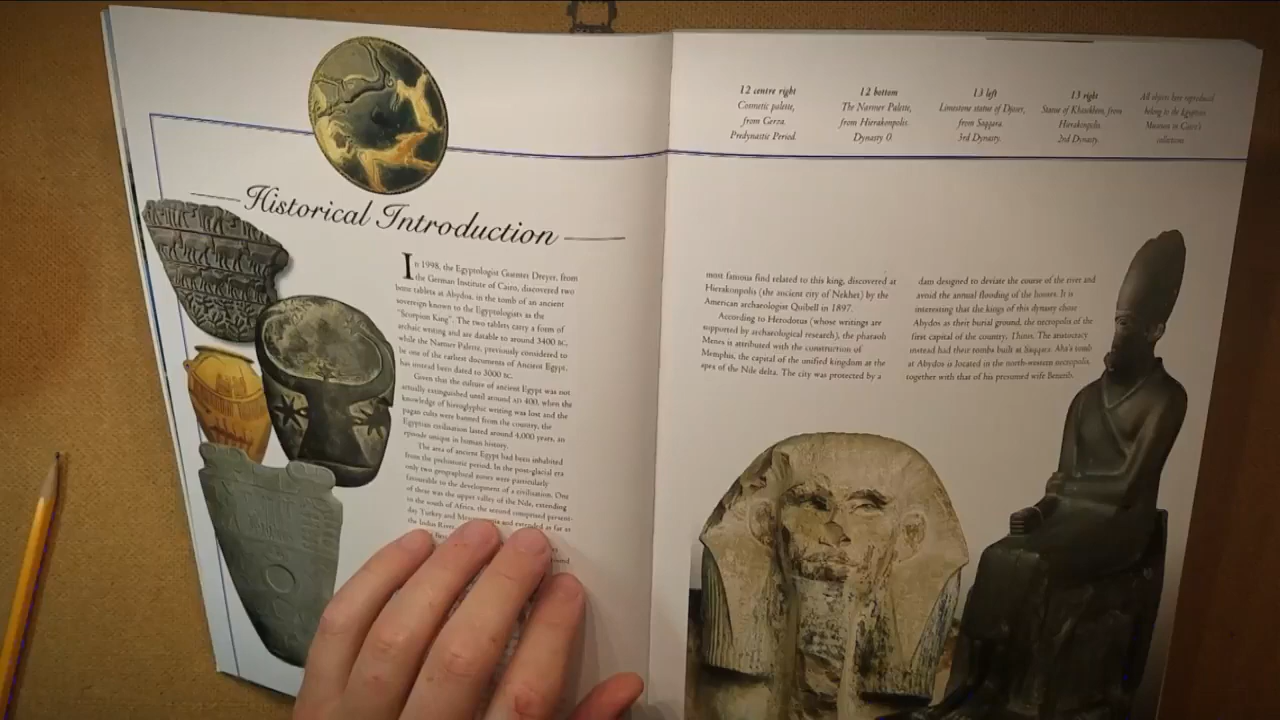 Historical Introduction
In 1998, the Egyptologist Guenter Dreyer, from
the German Institute of Cairo, discovered two
bone tablets at Abydos, in the tomb of an ancient
sovereign known to the Egyptologists as the
"Scorpion King". The two tablets carry a form of
archaic writing and are datable to around 3400 BC,
while the Narmer Palette, previously considered to
be one of the earliest documents of Ancient Egypt,
has instead been dated to 3000 BC.
Given that the culture of ancient Egypt was not
actually extinguished until around AD 400, when the
knowledge of hieroglyphic writing was lost and the
pagan cults were banned from the country, the
Egyptian civilisation lasted around 4,000 years, an
episode unique in human history.
The area of ancient Egypt had been inhabited
from the prehistoric period. In the post-glacial era
only two geographical zones were particularly
favourable to the development of a civilisation. One
of these was the upper valley of the Nile, extending
to the south of Africa, the second comprised present-
day Turkey and and extended as far as
the Indus River.
12 centre right
Cosmetic palette,
from Gerza.
Predynastic Period.
12 bottom
The Narmer Palette,
from Hierakonpolis.
Dynasty 0.
13 left
Limestone statue of Djoser,
from Saqqara.
3rd Dynasty.
13 right
Statue of Khasekhem, from
Hierakonpolis.
2nd Dynasty.
All objects here reproduced
belong to the Egyptian
Museum in Cairo's
collections.
most famous find related to this king, discovered at
Hierakonpolis (the ancient city of Nekhet) by the
American archaeologist Quibell in 1897.
According to Herodotus (whose writings are
supported by archaeological research), the pharaoh
Menes is attributed with the construction of
Memphis, the capital of the unified kingdom at the
apex of the Nile delta. The city was protected by a
dam designed to deviate the course of the river and
avoid the annual flooding of the houses. It is
interesting that the kings of this dynasty chose
Abydos as their burial ground, the necropolis of the
first capital of the country, Thinis. The aristocracy
instead had their tombs built at Saqqara. Aha's tomb
at Abydos is located in the north-western necropolis,
together with that of his presumed wife Benerib.